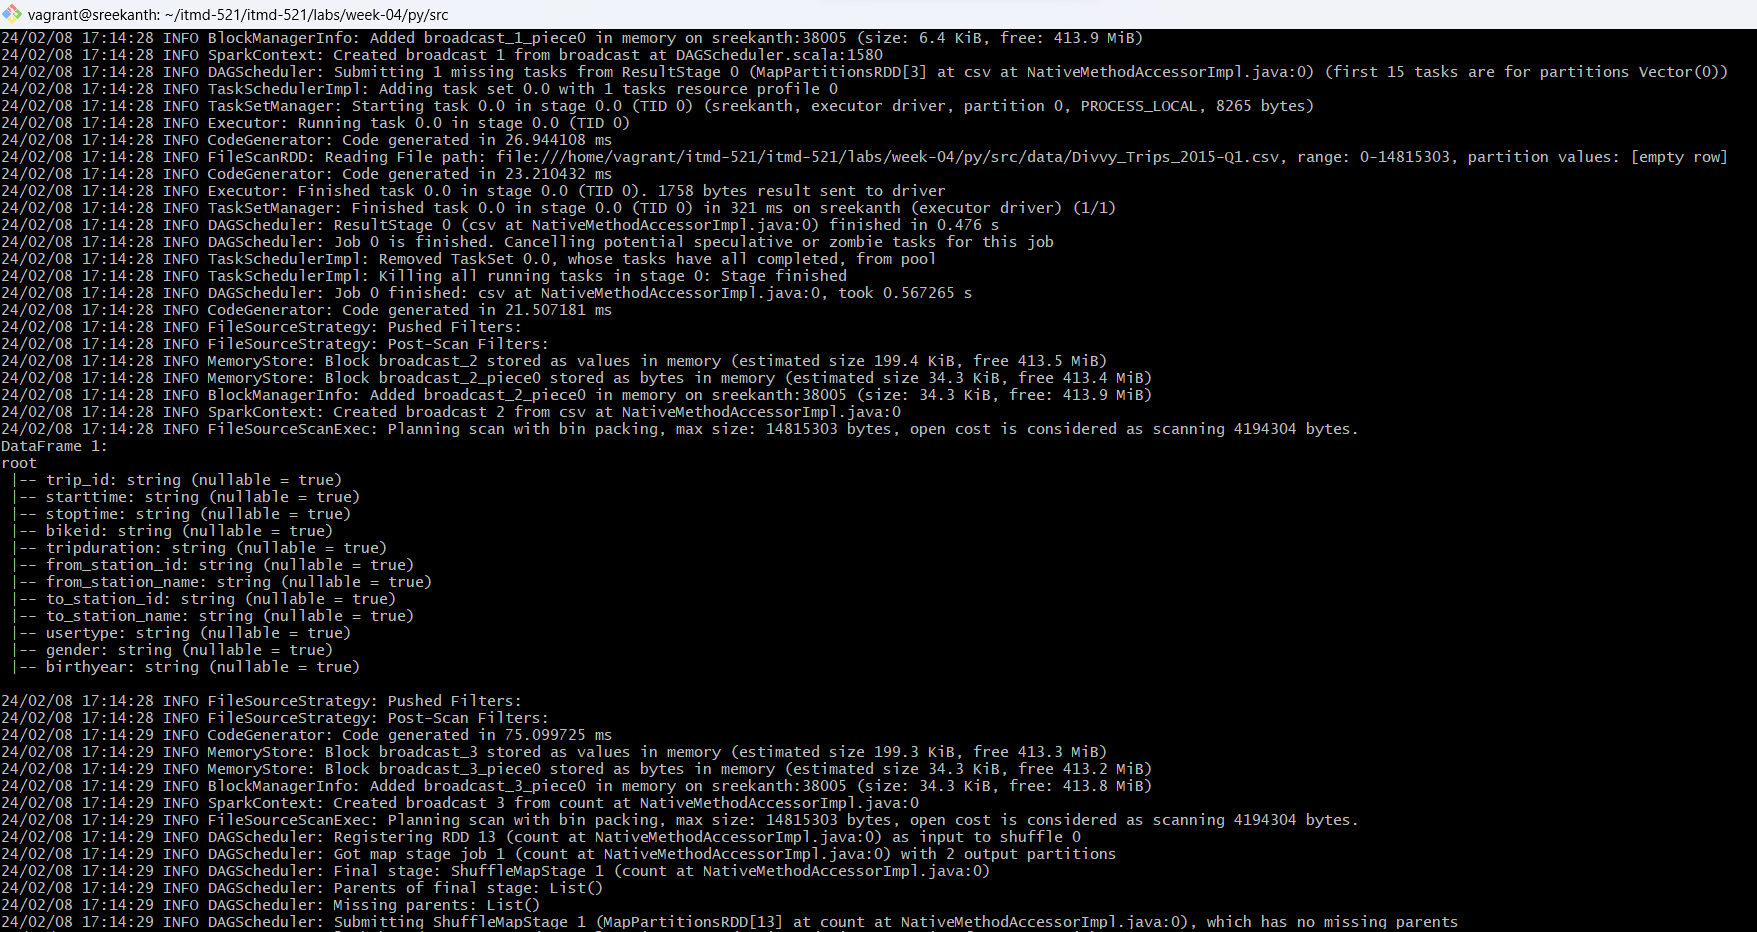 vagrant@sreekanth: ~/itmd-521/itmd-521/labs/week-04/py/src
24/02/08 17:14:28 INFO BlockManagerInfo: Added broadcast_1_piece0 in memory on sreekanth:38005 (size: 6.4 KiB, free: 413.9 MiB)
24/02/08 17:14:28 INFO SparkContext: Created broadcast 1 from broadcast at DAGScheduler.scala:1580
24/02/08 17:14:28 INFO DAGScheduler: Submitting 1 missing tasks from ResultStage 0 (MapPartitionsRDD[3] at csv at NativeMethodAccessorImpl.java:0) (first 15 tasks are for partitions Vector(0))
24/02/08 17:14:28 INFO TaskSchedulerImpl: Adding task set 0.0 with 1 tasks resource profile 0
24/02/08 17:14:28 INFO TaskSetManager: Starting task 0.0 in stage 0.0 (TID 0) (sreekanth, executor driver, partition 0, PROCESS_LOCAL, 8265 bytes)
24/02/08 17:14:28 INFO Executor: Running task 0.0 in stage 0.0 (TID 0)
24/02/08 17:14:28 INFO CodeGenerator: Code generated in 26.944108 ms
24/02/08 17:14:28 INFO FileScanRDD: Reading File path: file:///home/vagrant/itmd-521/itmd-521/labs/week-04/py/src/data/Divvy_Trips_2015-Q1.csv, range: 0-14815303, partition values: [empty row]
24/02/08 17:14:28 INFO CodeGenerator: Code generated in 23.210432 ms
24/02/08 17:14:28 INFO Executor: Finished task 0.0 in stage 0.0 (TID 0). 1758 bytes result sent to driver
24/02/08 17:14:28 INFO TaskSetManager: Finished task 0.0 in stage 0.0 (TID 0) in 321 ms on sreekanth (executor driver) (1/1)
24/02/08 17:14:28 INFO DAGScheduler: ResultStage 0 (csv at NativeMethodAccessorImpl.java:0) finished in 0.476 s
24/02/08 17:14:28 INFO DAGScheduler: Job 0 is finished. Cancelling potential speculative or zombie tasks for this job
24/02/08 17:14:28 INFO TaskSchedulerImpl: Removed TaskSet 0.0, whose tasks have all completed, from pool
24/02/08 17:14:28 INFO TaskSchedulerImpl: Killing all running tasks in stage 0: Stage finished
24/02/08 17:14:28 INFO DAGScheduler: Job 0 finished: csv at NativeMethodAccessorImpl.java:0, took 0.567265 s
24/02/08 17:14:28 INFO CodeGenerator: Code generated in 21.507181 ms
24/02/08 17:14:28 INFO FileSourceStrategy: Pushed Filters:
24/02/08 17:14:28 INFO FileSourceStrategy: Post-Scan Filters:
24/02/08 17:14:28 INFO MemoryStore: Block broadcast_2 stored as values in memory (estimated size 199.4 KiB, free 413.5 MiB)
24/02/08 17:14:28 INFO MemoryStore: Block broadcast_2_piece0 stored as bytes in memory (estimated size 34.3 KiB, free 413.4 MiB)
24/02/08 17:14:28 INFO BlockManagerInfo: Added broadcast_2_piece0 in memory on sreekanth:38005 (size: 34.3 KiB, free: 413.9 MiB)
24/02/08 17:14:28 INFO SparkContext: Created broadcast 2 from csv at NativeMethodAccessorImpl.java:0
24/02/08 17:14:28 INFO FileSourceScanExec: Planning scan with bin packing, max size: 14815303 bytes, open cost is considered as scanning 4194304 bytes.
DataFrame 1:
root
 |-- trip_id: string (nullable = true)
 |-- starttime: string (nullable = true)
 |-- stoptime: string (nullable = true)
 |-- bikeid: string (nullable = true)
 |-- tripduration: string (nullable = true)
 |-- from_station_id: string (nullable = true)
 |-- from_station_name: string (nullable = true)
 |-- to_station_id: string (nullable = true)
 |-- to_station_name: string (nullable = true)
 |-- usertype: string (nullable = true)
 |-- gender: string (nullable = true)
 |-- birthyear: string (nullable = true)
24/02/08 17:14:28 INFO FileSourceStrategy: Pushed Filters:
24/02/08 17:14:28 INFO FileSourceStrategy: Post-Scan Filters:
24/02/08 17:14:29 INFO CodeGenerator: Code generated in 75.099725 ms
24/02/08 17:14:29 INFO MemoryStore: Block broadcast_3 stored as values in memory (estimated size 199.3 KiB, free 413.3 MiB)
24/02/08 17:14:29 INFO MemoryStore: Block broadcast_3_piece0 stored as bytes in memory (estimated size 34.3 KiB, free 413.2 MiB)
24/02/08 17:14:29 INFO BlockManagerInfo: Added broadcast_3_piece0 in memory on sreekanth:38005 (size: 34.3 KiB, free: 413.8 MiB)
24/02/08 17:14:29 INFO SparkContext: Created broadcast 3 from count at NativeMethodAccessorImpl.java:0
24/02/08 17:14:29 INFO FileSourceScanExec: Planning scan with bin packing, max size: 14815303 bytes, open cost is considered as scanning 4194304 bytes.
24/02/08 17:14:29 INFO DAGScheduler: Registering RDD 13 (count at NativeMethodAccessorImpl.java:0) as input to shuffle 0
24/02/08 17:14:29 INFO DAGScheduler: Got map stage job 1 (count at NativeMethodAccessorImpl.java:0) with 2 output partitions
24/02/08 17:14:29 INFO DAGScheduler: Final stage: ShuffleMapStage 1 (count at NativeMethodAccessorImpl.java:0)
24/02/08 17:14:29 INFO DAGScheduler: Parents of final stage: List()
24/02/08 17:14:29 INFO DAGScheduler: Missing parents: List()
24/02/08 17:14:29 INFO DAGScheduler: Submitting ShuffleMapStage 1 (MapPartitionsRDD[13] at count at NativeMethodAccessorImpl.java:0), which has no missing parents